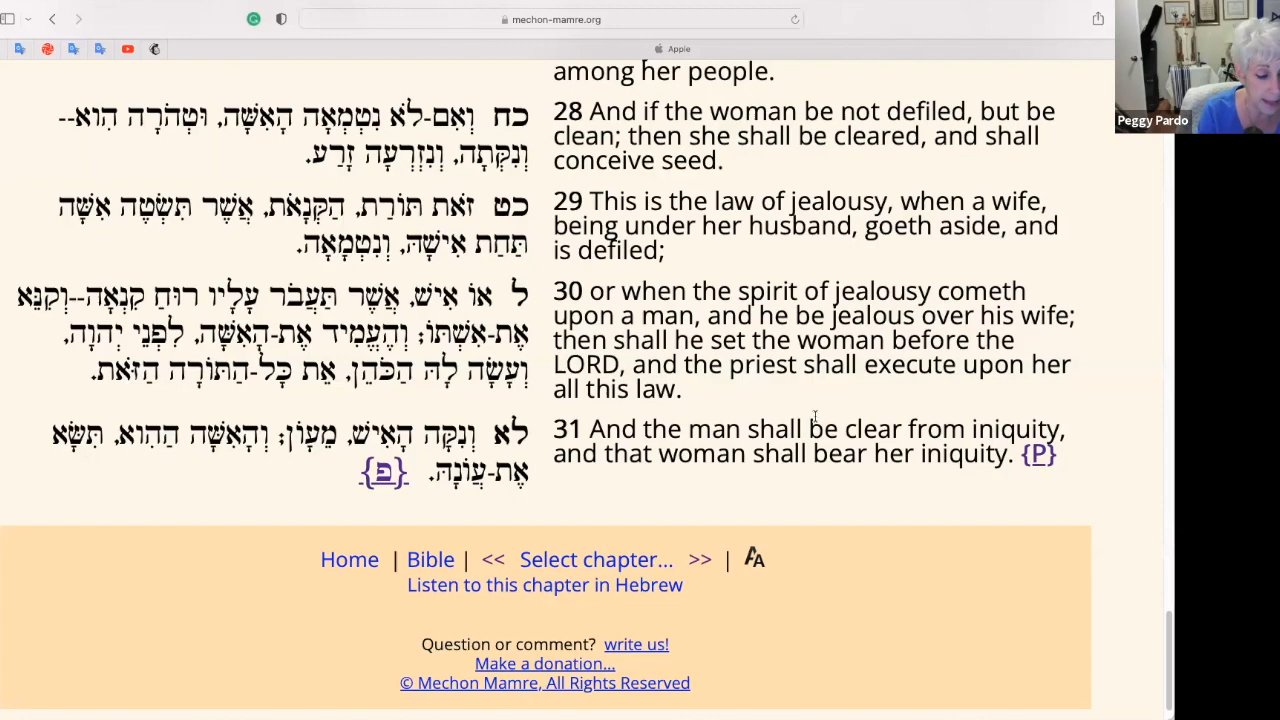 mechon-mamre.org
Apple
Peggy Pardo
among her people.
כח וְאִם-לֹא נִטְמְאָה הָאִשָּׁה, וּטְהֹרָה הִוא--
וְנִקְּתָה, וְנִזְרְעָה זָרַע.
28 And if the woman be not defiled, but be
clean; then she shall be cleared, and shall
conceive seed.
כט זֹאת תּוֹרַת, הַקְּנָאֹת, אֲשֶׁר תִּשְׂטֶה אִשָּׁה
תַּחַת אִישָׁהּ, וְנִטְמָאָה.
29 This is the law of jealousy, when a wife,
being under her husband, goeth aside, and
is defiled;
ל אוֹ אִישׁ, אֲשֶׁר תַּעֲבֹר עָלָיו רוּחַ קִנְאָה--וְקִנֵּא
אֶת-אִשְׁתּוֹ; וְהֶעֱמִיד אֶת-הָאִשָּׁה, לִפְנֵי יְהוָה,
וְעָשָׂה לָהּ הַכֹּהֵן, אֵת כָּל-הַתּוֹרָה הַזֹּאת.
30 or when the spirit of jealousy cometh
upon a man, and he be jealous over his wife;
then shall he set the woman before the
LORD, and the priest shall execute upon her
all this law.
לא וְנִקָּה הָאִישׁ, מֵעָוֺן; וְהָאִשָּׁה הַהִוא, תִּשָּׂא
אֶת-עֲוֺנָהּ. {פ}
31 And the man shall be clear from iniquity,
and that woman shall bear her iniquity. {P}
Home | Bible | << Select chapter... >> | AA
Listen to this chapter in Hebrew
Question or comment? write us!
Make a donation...
© Mechon Mamre, All Rights Reserved